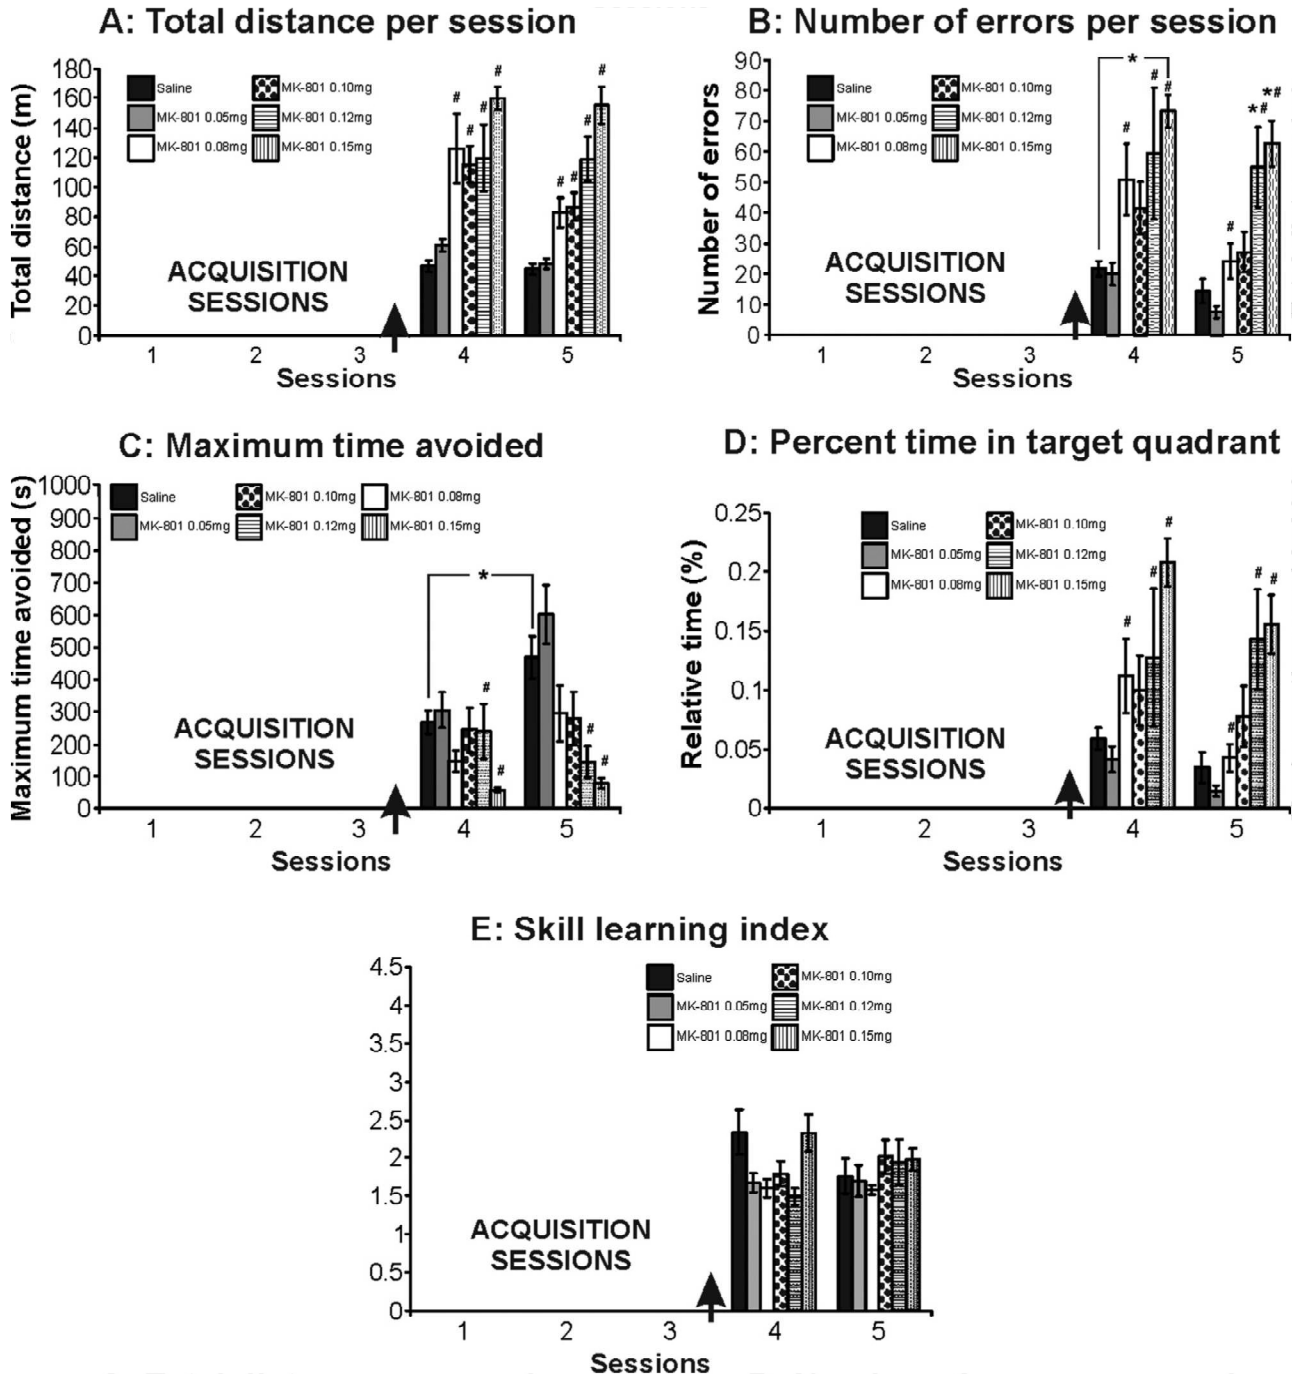 A: Total distance per session
Total distance (m)
180
160
140
120
100
80
60
40
20
0
Saline
MK-801 0.05mg
MK-801 0.08mg
MK-801 0.10mg
MK-801 0.12mg
MK-801 0.15mg
# # # # # # # #
ACQUISITION
SESSIONS
1 2 3 4 5
Sessions
B: Number of errors per session
Number of errors
90
80
70
60
50
40
30
20
10
0
Saline
MK-801 0.05mg
MK-801 0.08mg
MK-801 0.10mg
MK-801 0.12mg
MK-801 0.15mg
*
# # # # *# *#
ACQUISITION
SESSIONS
1 2 3 4 5
Sessions
C: Maximum time avoided
Maximum time avoided (s)
1000
900
800
700
600
500
400
300
200
100
0
Saline
MK-801 0.05mg
MK-801 0.10mg
MK-801 0.12mg
MK-801 0.08mg
MK-801 0.15mg
*
# # # #
ACQUISITION
SESSIONS
1 2 3 4 5
Sessions
D: Percent time in target quadrant
Relative time (%)
0.25
0.2
0.15
0.1
0.05
0
Saline
MK-801 0.05mg
MK-801 0.08mg
MK-801 0.10mg
MK-801 0.12mg
MK-801 0.15mg
# # # # # #
ACQUISITION
SESSIONS
1 2 3 4 5
Sessions
E: Skill learning index
4.5
4
3.5
3
2.5
2
1.5
1
0.5
0
Saline
MK-801 0.05mg
MK-801 0.08mg
MK-801 0.10mg
MK-801 0.12mg
MK-801 0.15mg
ACQUISITION
SESSIONS
1 2 3 4 5
Sessions